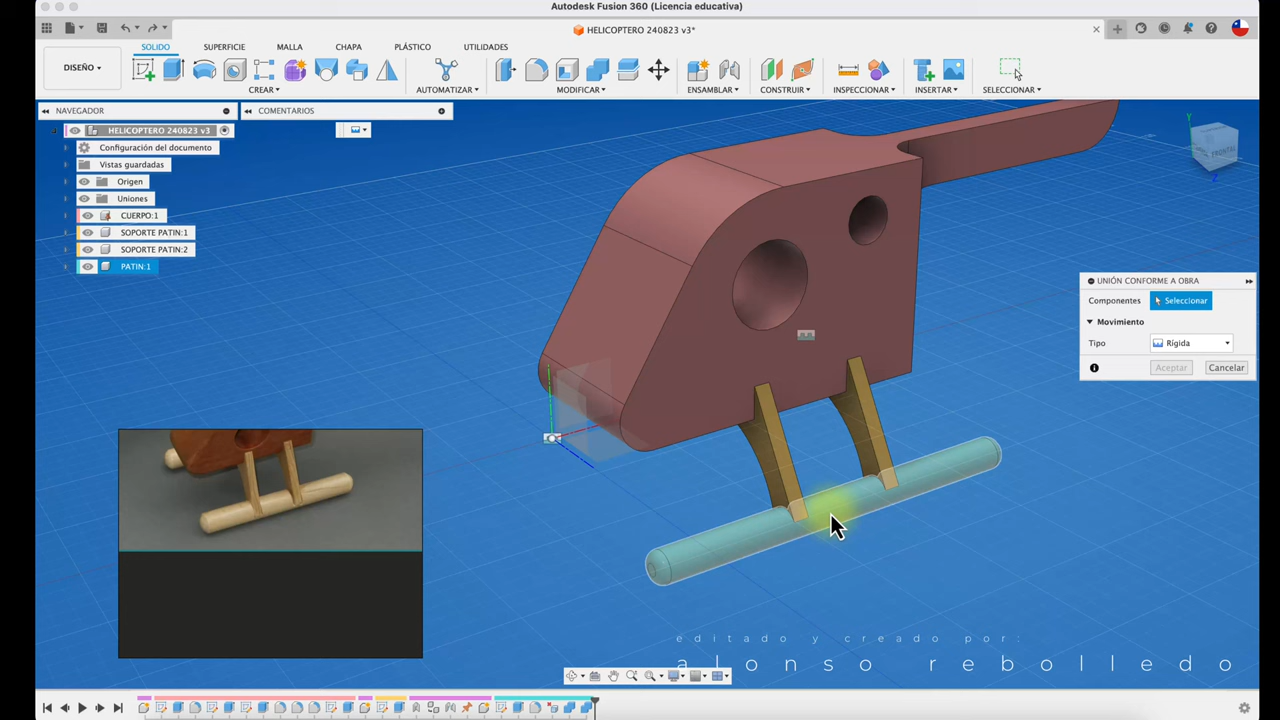 Autodesk Fusion 360 (Licencia educativa)
HELICOPTERO 240823 v3*
DISEÑO
SOLIDO SUPERFICIE MALLA CHAPA PLÁSTICO UTILIDADES
CREAR AUTOMATIZAR MODIFICAR ENSAMBLAR CONSTRUIR INSPECCIONAR INSERTAR SELECCIONAR
NAVEGADOR
COMENTARIOS
HELICOPTERO 240823 v3
Configuración del documento
Vistas guardadas
Origen
Uniones
CUERPO:1
SOPORTE PATIN:1
SOPORTE PATIN:2
PATIN:1
Y
FRONTAL
Z
UNIÓN CONFORME A OBRA
Componentes Seleccionar
Movimiento
Tipo Rígida
Aceptar Cancelar
editado y creado por:
alonso rebolledo